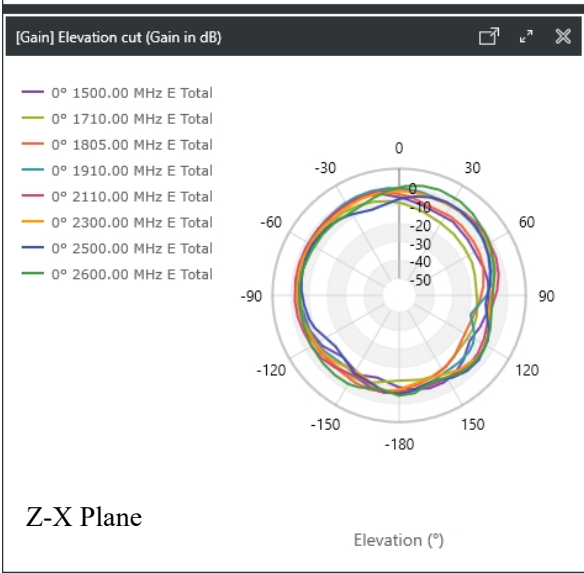 [Gain] Elevation cut (Gain in dB)
0° 1500.00 MHz E Total
0° 1710.00 MHz E Total
0° 1805.00 MHz E Total
0° 1910.00 MHz E Total
0° 2110.00 MHz E Total
0° 2300.00 MHz E Total
0° 2500.00 MHz E Total
0° 2600.00 MHz E Total
0
-30
30
-60
60
-90
90
-120
120
-150
150
-180
0
-10
-20
-30
-40
-50
Z-X Plane
Elevation (°)